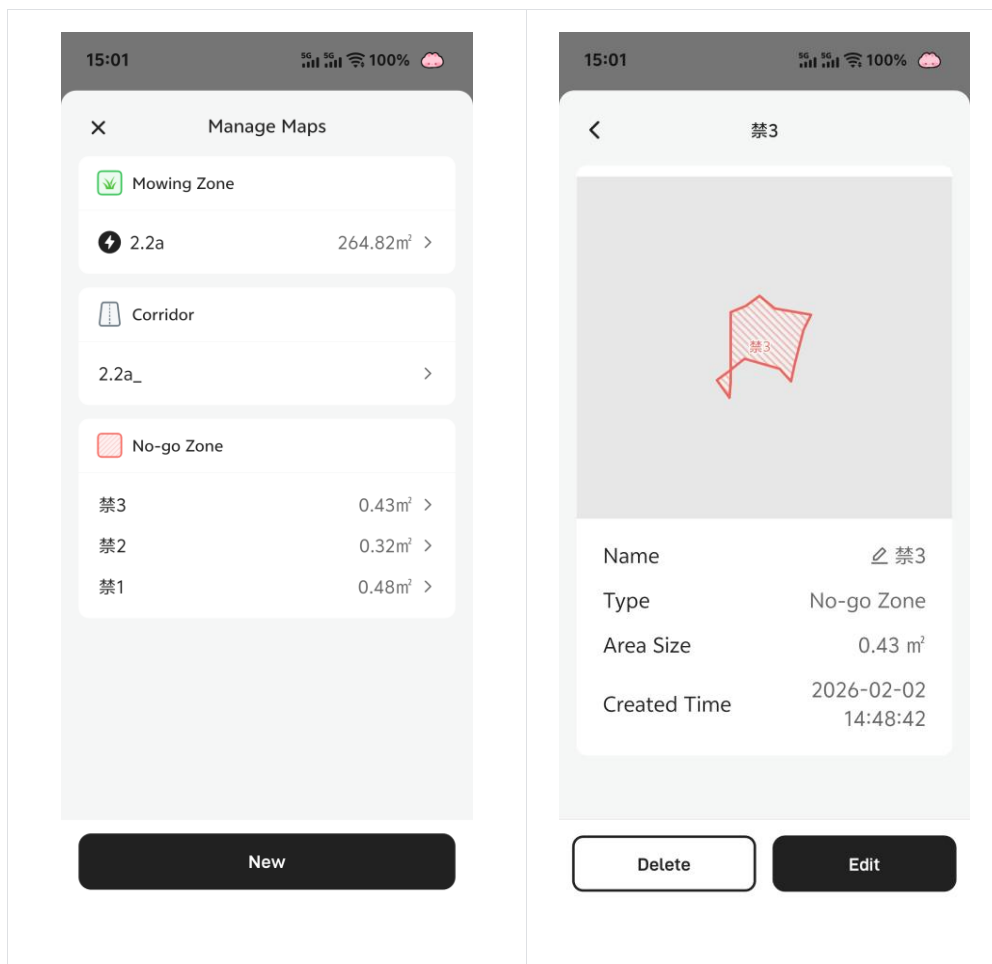 15:01
5G 5G 100%
Manage Maps
Mowing Zone
2.2a 264.82㎡
Corridor
2.2a_
No-go Zone
禁3 0.43㎡
禁2 0.32㎡
禁1 0.48㎡
New
15:01
5G 5G 100%
禁3
禁3
Name 禁3
Type No-go Zone
Area Size 0.43 ㎡
Created Time 2026-02-02
14:48:42
Delete Edit